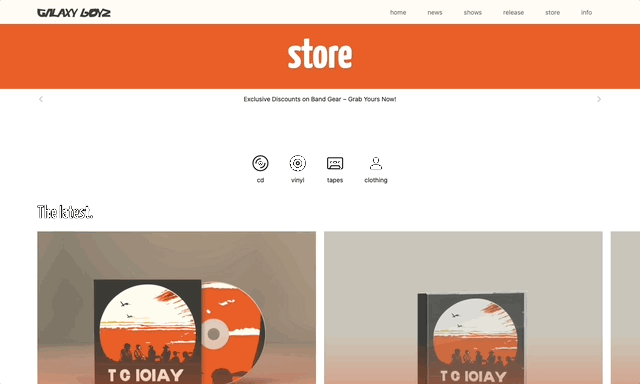 GALAXY BOYZ
home news shows release store info
store
Exclusive Discounts on Band Gear – Grab Yours Now!
cd vinyl tapes clothing
The latest.